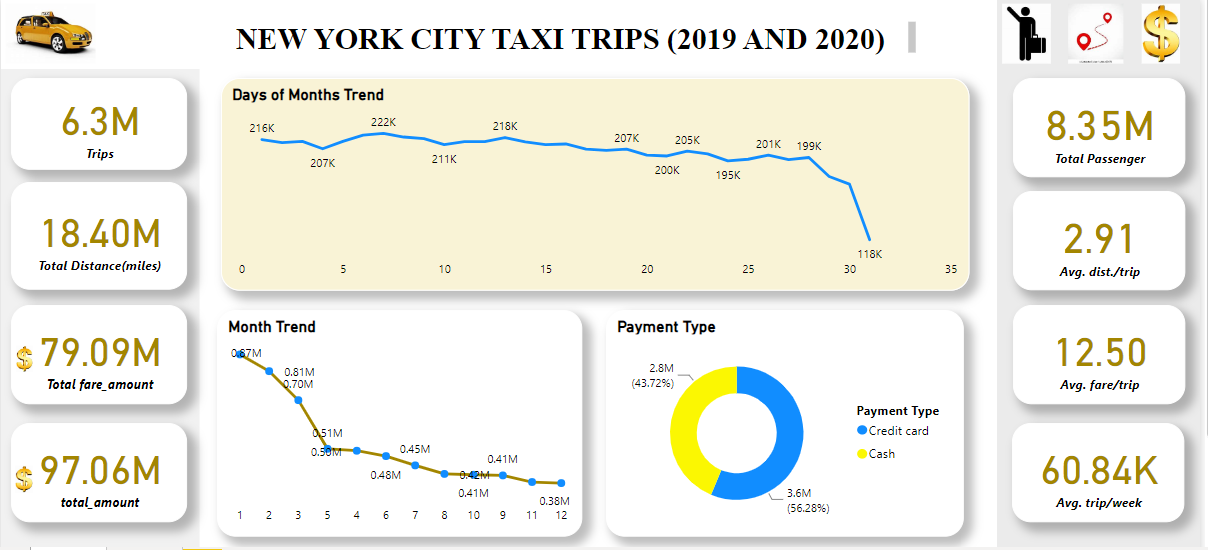 NEW YORK CITY TAXI TRIPS (2019 AND 2020)
6.3M
Trips
18.40M
Total Distance(miles)
$ 79.09M
Total fare_amount
$ 97.06M
total_amount
Days of Months Trend
216K
207K
222K
211K
218K
207K
200K
205K
195K
201K
199K
118K
0 5 10 15 20 25 30 35
Month Trend
0.87M
0.81M
0.70M
0.51M
0.50M
0.48M
0.45M
0.42M
0.41M
0.41M
0.38M
1 2 3 5 4 6 7 8 10 9 11 12
Payment Type
2.8M
(43.72%)
3.6M
(56.28%)
Payment Type
Credit card
Cash
$
8.35M
Total Passenger
2.91
Avg. dist./trip
12.50
Avg. fare/trip
60.84K
Avg. trip/week